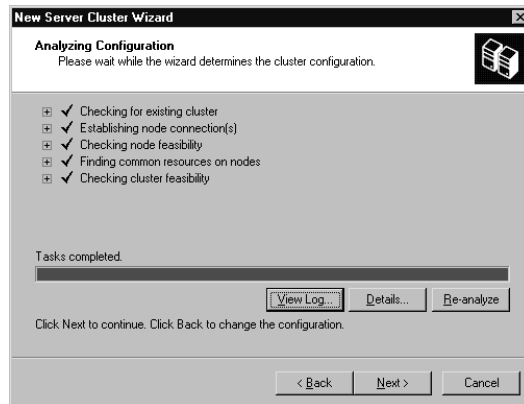 New Server Cluster Wizard
Analyzing Configuration
Please wait while the wizard determines the cluster configuration.
Checking for existing cluster
Establishing node connection(s)
Checking node feasibility
Finding common resources on nodes
Checking cluster feasibility
Tasks completed.
View Log... Details... Re-analyze
Click Next to continue. Click Back to change the configuration.
< Back Next > Cancel